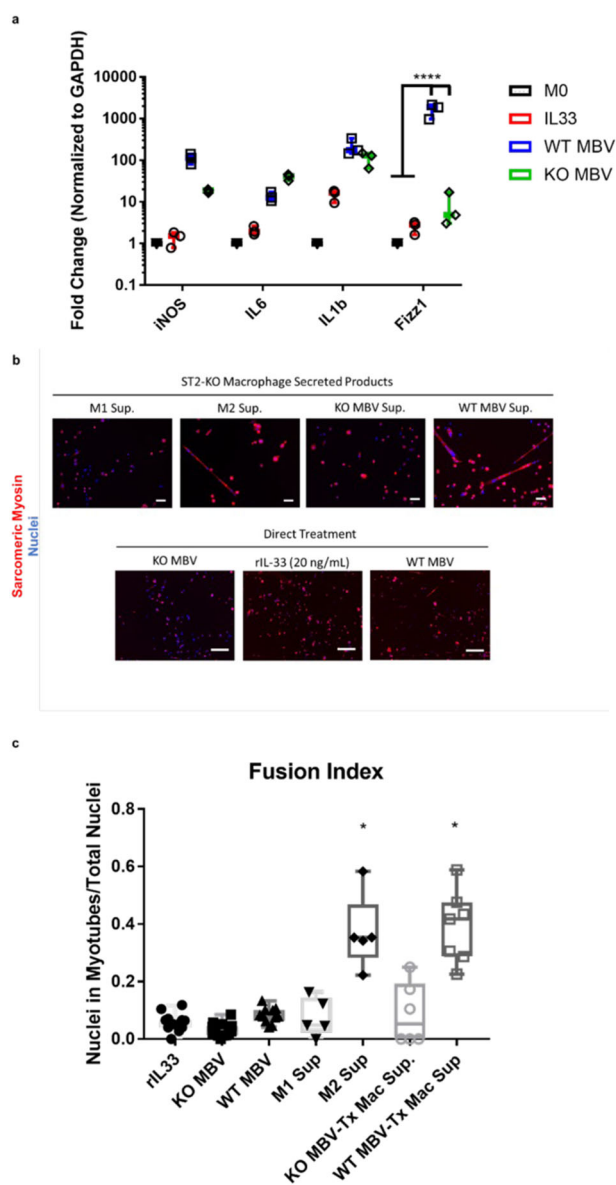 a
Fold Change (Normalized to GAPDH)
10000
1000
100
10
1
0.1
****
iNOS
IL6
IL1b
Fizz1
M0
IL33
WT MBV
KO MBV
b
ST2-KO Macrophage Secreted Products
M1 Sup.
M2 Sup.
KO MBV Sup.
WT MBV Sup.
Sarcomeric Myosin
Nuclei
Direct Treatment
KO MBV
rIL-33 (20 ng/mL)
WT MBV
c
Fusion Index
Nuclei in Myotubes/Total Nuclei
0.8
0.6
0.4
0.2
0.0
*
*
rIL33
KO MBV
WT MBV
M1 Sup
M2 Sup
KO MBV-Tx Mac Sup.
WT MBV-Tx Mac Sup